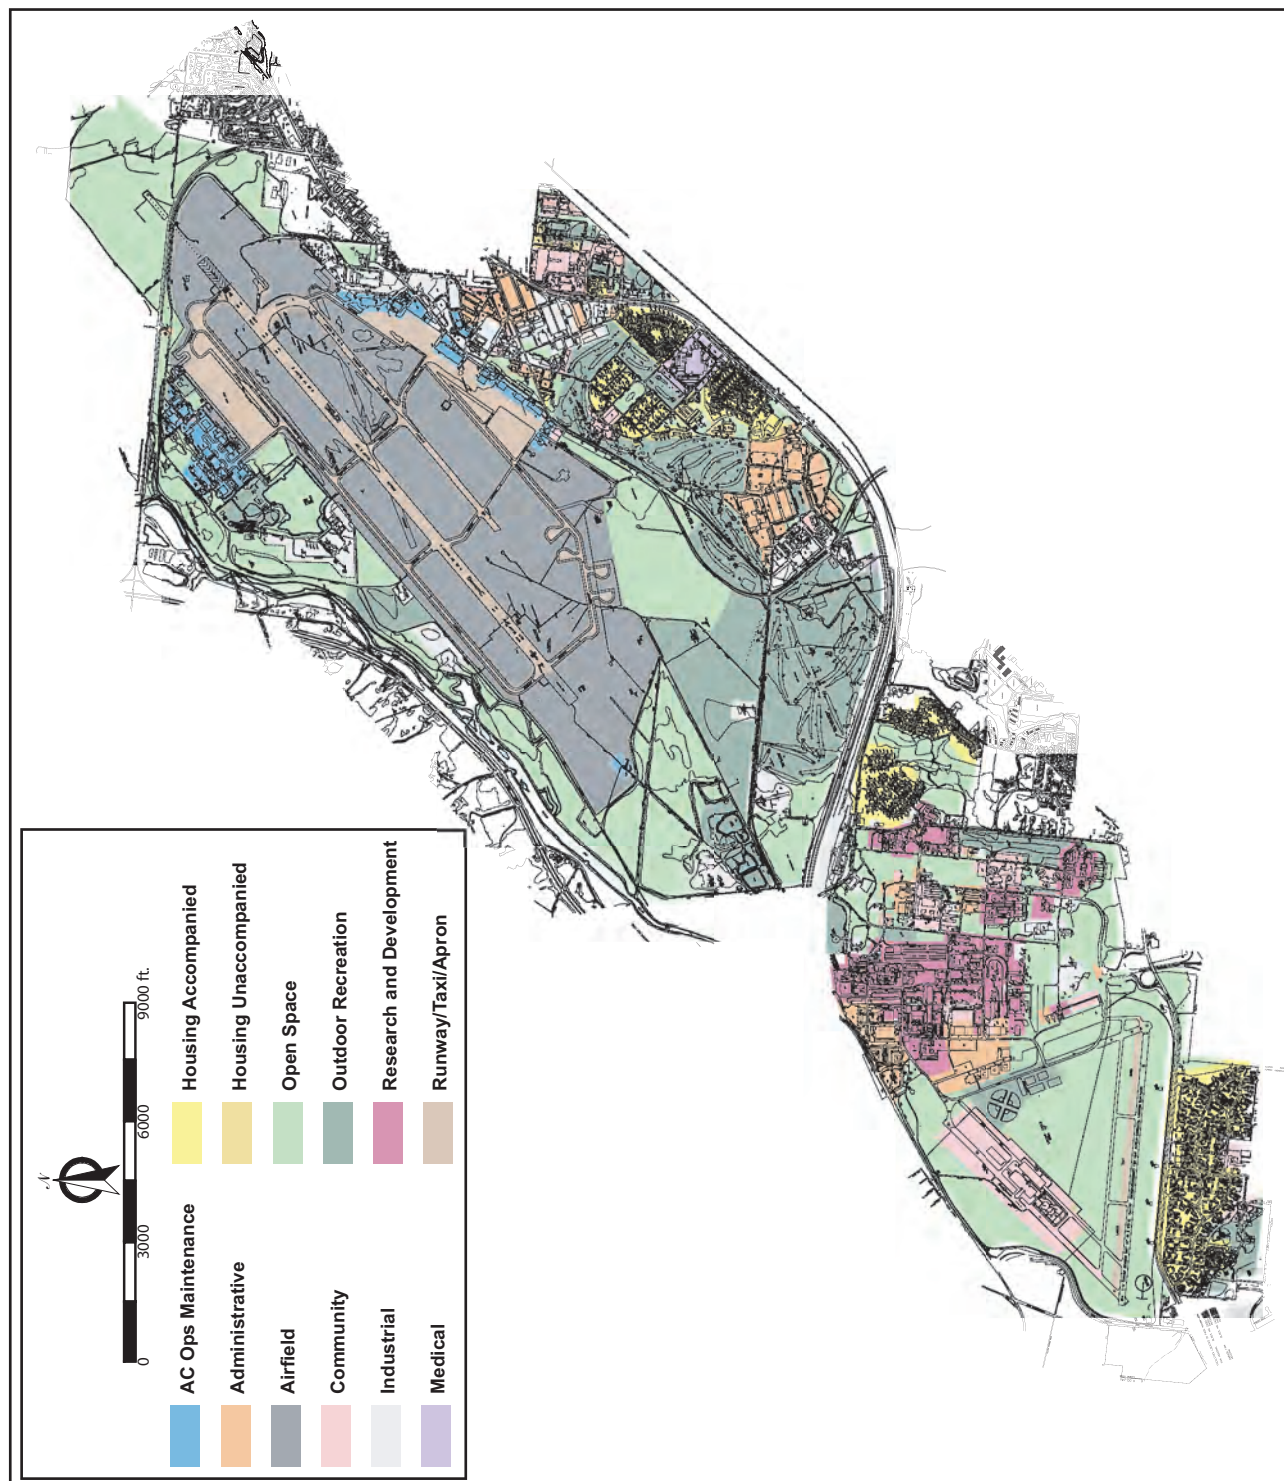 N
0
3000
6000
9000 ft.
AC Ops Maintenance
Administrative
Airfield
Community
Industrial
Medical
Housing Accompanied
Housing Unaccompanied
Open Space
Outdoor Recreation
Research and Development
Runway/Taxi/Apron